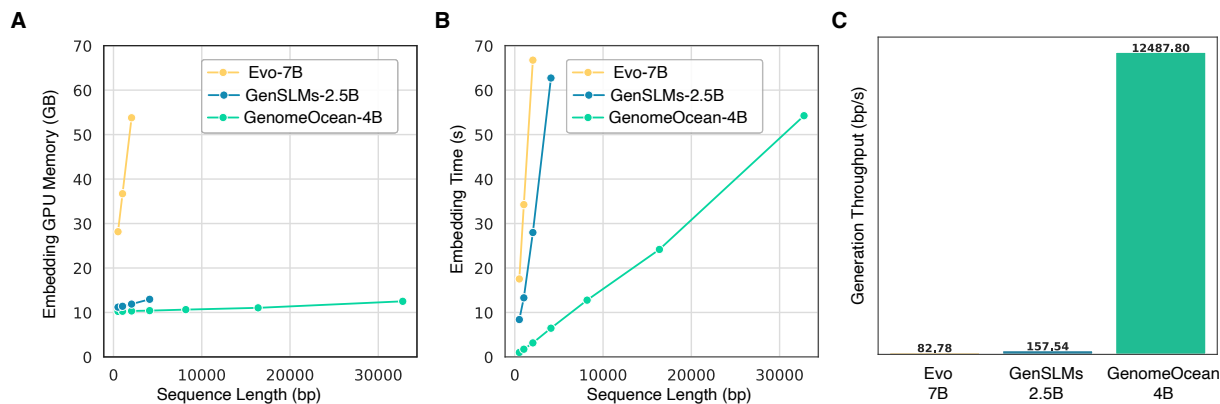 A
70
60
50
40
30
20
10
0
Embedding GPU Memory (GB)
Evo-7B
GenSLMs-2.5B
GenomeOcean-4B
0 10000 20000 30000
Sequence Length (bp)
B
70
60
50
40
30
20
10
0
Embedding Time (s)
Evo-7B
GenSLMs-2.5B
GenomeOcean-4B
0 10000 20000 30000
Sequence Length (bp)
C
Generation Throughput (bp/s)
12487.80
82.78
157.54
Evo GenSLMs GenomeOcean
7B 2.5B 4B